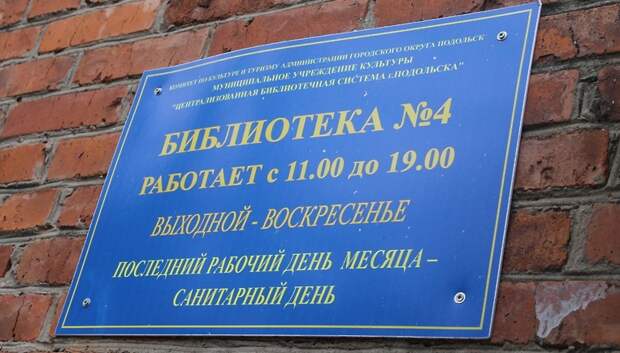 КОМИТЕТ ПО КУЛЬТУРЕ И ТУРИЗМУ АДМИНИСТРАЦИИ ГОРОДСКОГО ОКРУГА ПОДОЛЬСК
МУНИЦИПАЛЬНОЕ УЧРЕЖДЕНИЕ КУЛЬТУРЫ
"ЦЕНТРАЛИЗОВАННАЯ БИБЛИОТЕЧНАЯ СИСТЕМА г.ПОДОЛЬСКА"
БИБЛИОТЕКА №4
РАБОТАЕТ с 11.00 до 19.00
ВЫХОДНОЙ - ВОСКРЕСЕНЬЕ
ПОСЛЕДНИЙ РАБОЧИЙ ДЕНЬ МЕСЯЦА –
САНИТАРНЫЙ ДЕНЬ